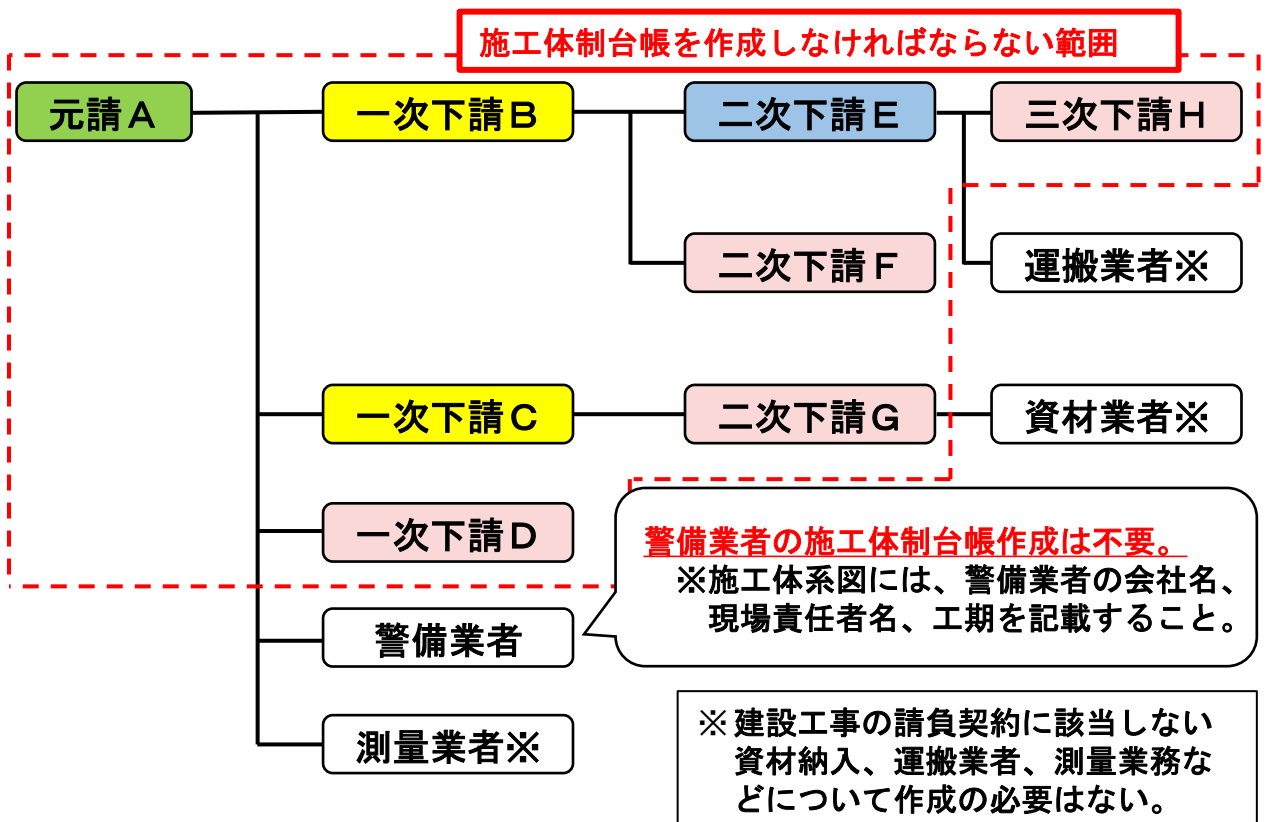 施工体制台帳を作成しなければならない範囲
元請A
一次下請B
二次下請E
三次下請H
二次下請F
運搬業者※
一次下請C
二次下請G
資材業者※
一次下請D
警備業者の施工体制台帳作成は不要。
※施工体系図には、警備業者の会社名、
現場責任者名、工期を記載すること。
警備業者
測量業者※
※建設工事の請負契約に該当しない
資材納入、運搬業者、測量業務な
どについて作成の必要はない。